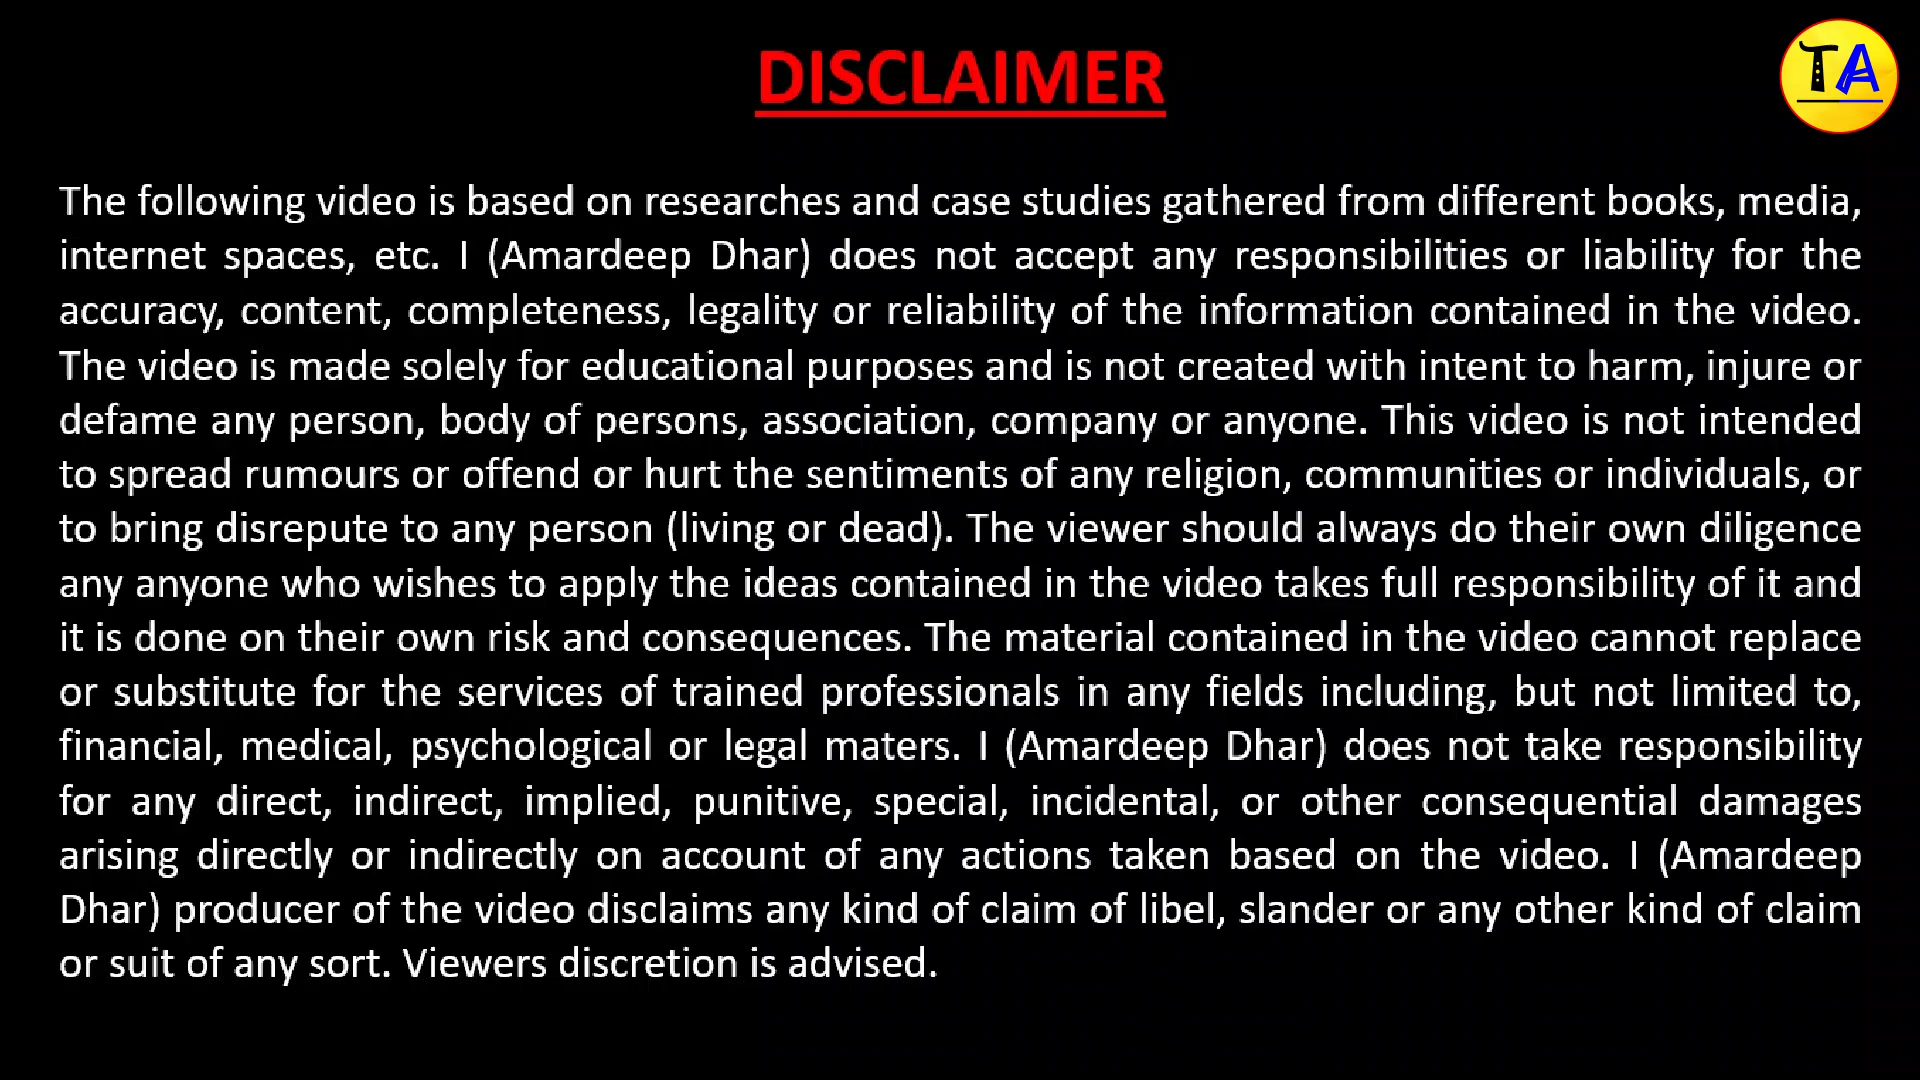 DISCLAIMER
TA
The following video is based on researches and case studies gathered from different books, media,
internet spaces, etc. I (Amardeep Dhar) does not accept any responsibilities or liability for the
accuracy, content, completeness, legality or reliability of the information contained in the video.
The video is made solely for educational purposes and is not created with intent to harm, injure or
defame any person, body of persons, association, company or anyone. This video is not intended
to spread rumours or offend or hurt the sentiments of any religion, communities or individuals, or
to bring disrepute to any person (living or dead). The viewer should always do their own diligence
any anyone who wishes to apply the ideas contained in the video takes full responsibility of it and
it is done on their own risk and consequences. The material contained in the video cannot replace
or substitute for the services of trained professionals in any fields including, but not limited to,
financial, medical, psychological or legal maters. I (Amardeep Dhar) does not take responsibility
for any direct, indirect, implied, punitive, special, incidental, or other consequential damages
arising directly or indirectly on account of any actions taken based on the video. I (Amardeep
Dhar) producer of the video disclaims any kind of claim of libel, slander or any other kind of claim
or suit of any sort. Viewers discretion is advised.